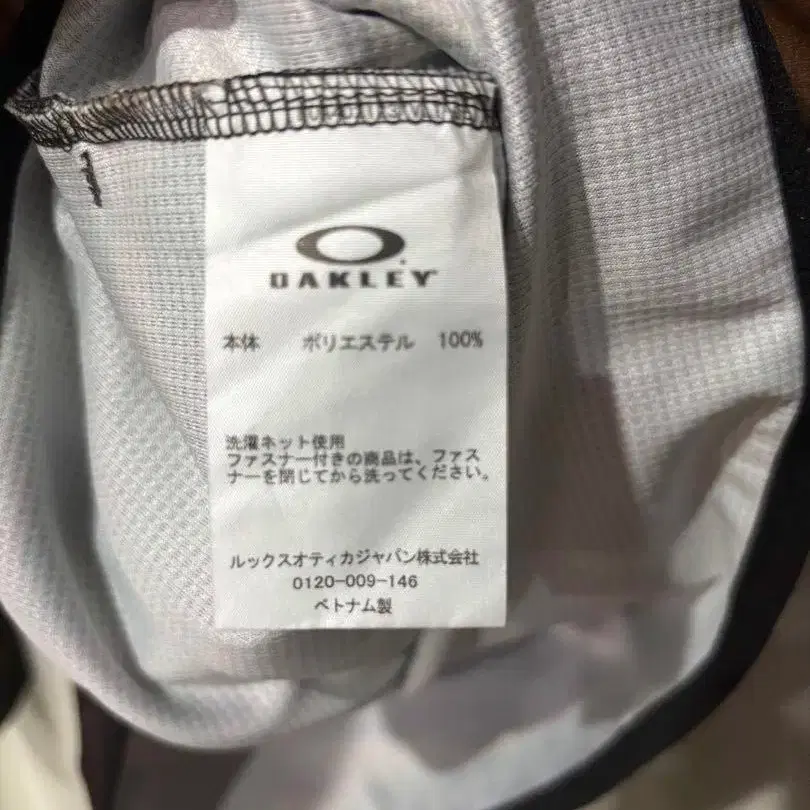 OAKLEY
本体 ポリエステル 100%
洗濯ネット使用
ファスナー付きの商品は、ファス
ナーを閉じてから洗ってください。
ルックスオティカジャパン株式会社
0120-009-146
ベトナム製